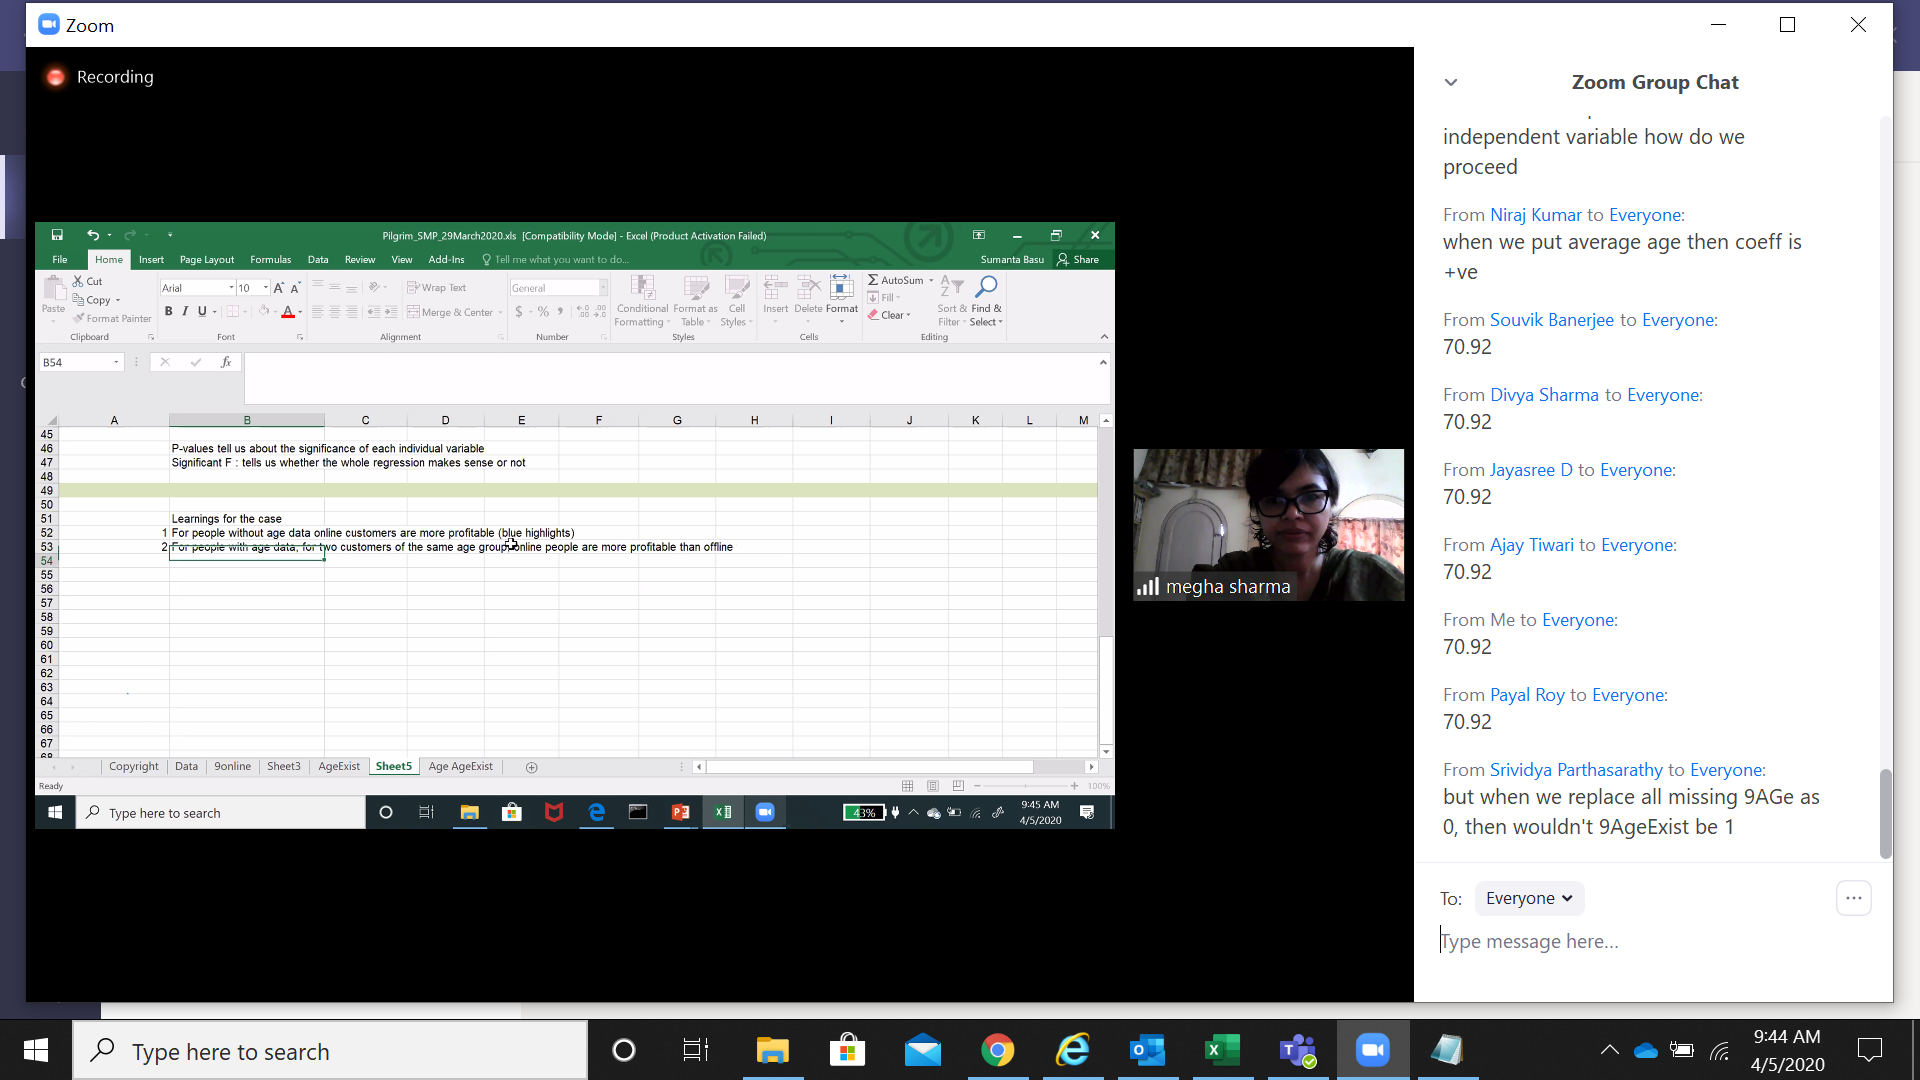 Zoom
Recording
Pilgrim_SMP_29March2020.xls [Compatibility Mode] - Excel (Product Activation Failed)
File Home Insert Page Layout Formulas Data Review View Add-Ins Tell me what you want to do... Sumanta Basu Share
Paste
Cut
Copy
Format Painter
Clipboard
Arial 10
B I U
Font
Wrap Text
Merge & Center
Alignment
General
$ % ,
Number
Conditional Formatting
Format as Table
Cell Styles
Styles
Insert Delete Format
Cells
AutoSum
Fill
Clear
Sort & Filter
Find & Select
Editing
B54
fx
A B C D E F G H I J K L M
45
46 P-values tell us about the significance of each individual variable
47 Significant F : tells us whether the whole regression makes sense or not
48
49
50
51 Learnings for the case
52 1 For people without age data online customers are more profitable (blue highlights)
53 2 For people with age data, for two customers of the same age group online people are more profitable than offline
54
55
56
57
58
59
60
61
62
63
64
65
66
67
68
Copyright Data 9online Sheet3 AgeExist Sheet5 Age AgeExist
Ready
100%
Type here to search
43%
9:45 AM
4/5/2020
megha sharma
Zoom Group Chat
independent variable how do we
proceed
From Niraj Kumar to Everyone:
when we put average age then coeff is
+ve
From Souvik Banerjee to Everyone:
70.92
From Divya Sharma to Everyone:
70.92
From Jayasree D to Everyone:
70.92
From Ajay Tiwari to Everyone:
70.92
From Me to Everyone:
70.92
From Payal Roy to Everyone:
70.92
From Srividya Parthasarathy to Everyone:
but when we replace all missing 9AGe as
0, then wouldn't 9AgeExist be 1
To: Everyone
Type message here...
Type here to search
9:44 AM
4/5/2020